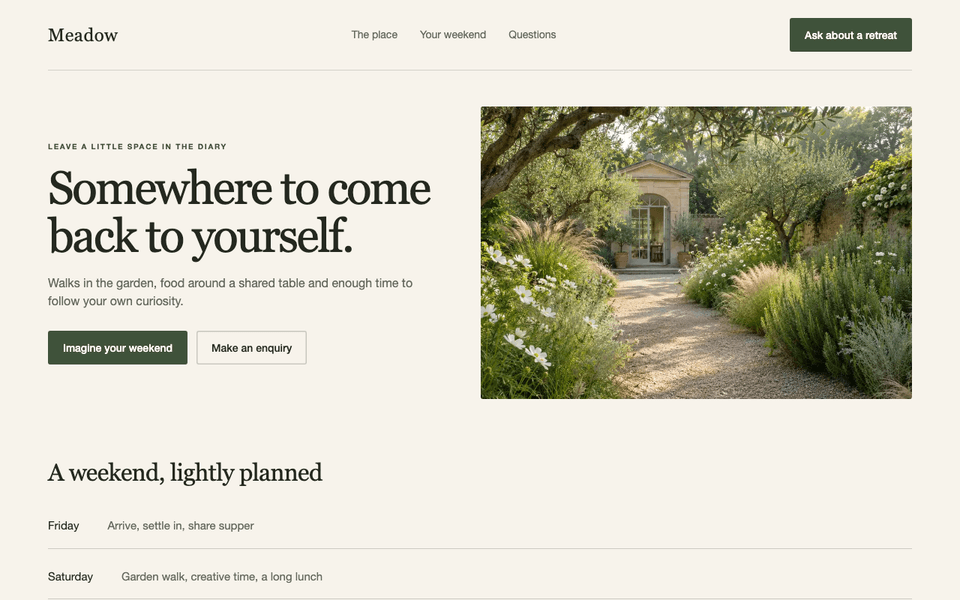 Meadow
The place
Your weekend
Questions
Ask about a retreat
LEAVE A LITTLE SPACE IN THE DIARY
Somewhere to come
back to yourself.
Walks in the garden, food around a shared table and enough time to
follow your own curiosity.
Imagine your weekend
Make an enquiry
A weekend, lightly planned
Friday Arrive, settle in, share supper
Saturday Garden walk, creative time, a long lunch